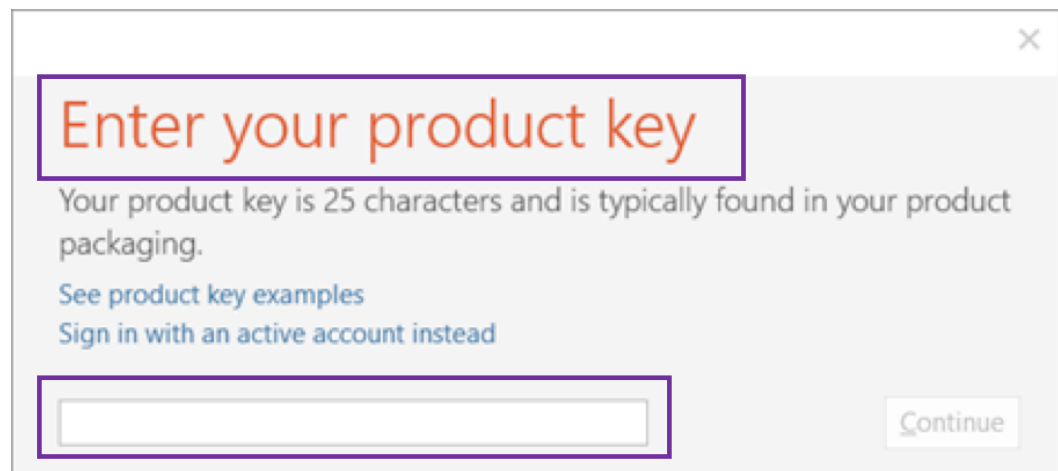 Enter your product key
Your product key is 25 characters and is typically found in your product
packaging.
See product key examples
Sign in with an active account instead
Continue